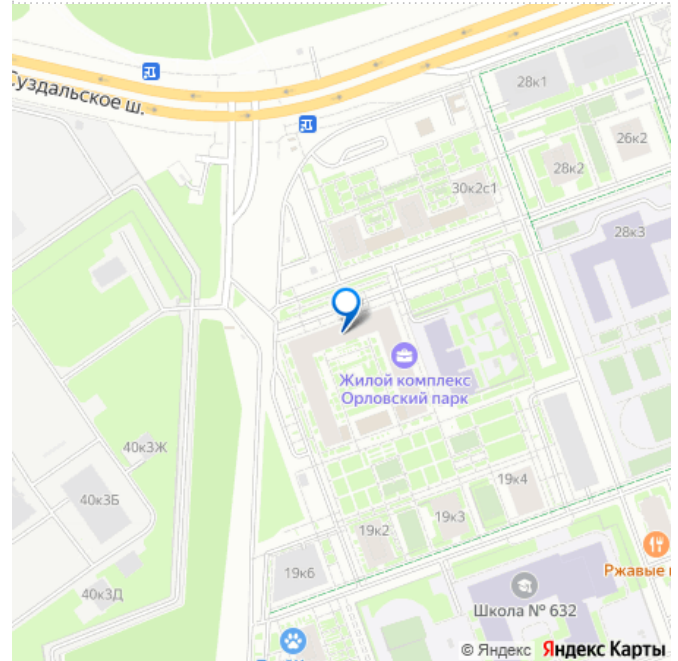 Суздальское ш.
28к1
26к2
28к2
30к2с1
28к3
Жилой комплекс
Орловский парк
40к3Ж
40к3Б
19к4
19к3
19к2
19к6
40к3Д
Ржавые
Школа № 632
© Яндекс Яндекс Карты